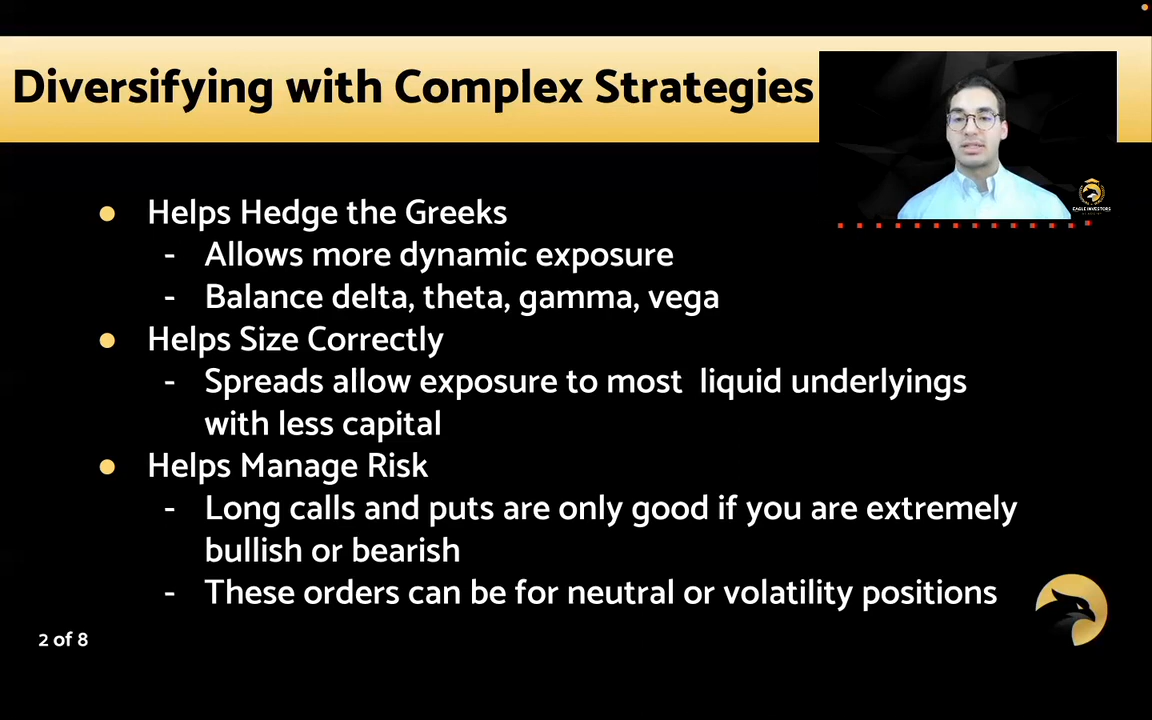 Diversifying with Complex Strategies
EAGLE INVESTORS
● Helps Hedge the Greeks
- Allows more dynamic exposure
- Balance delta, theta, gamma, vega
● Helps Size Correctly
- Spreads allow exposure to most  liquid underlyings
with less capital
● Helps Manage Risk
- Long calls and puts are only good if you are extremely
bullish or bearish
- These orders can be for neutral or volatility positions
2 of 8